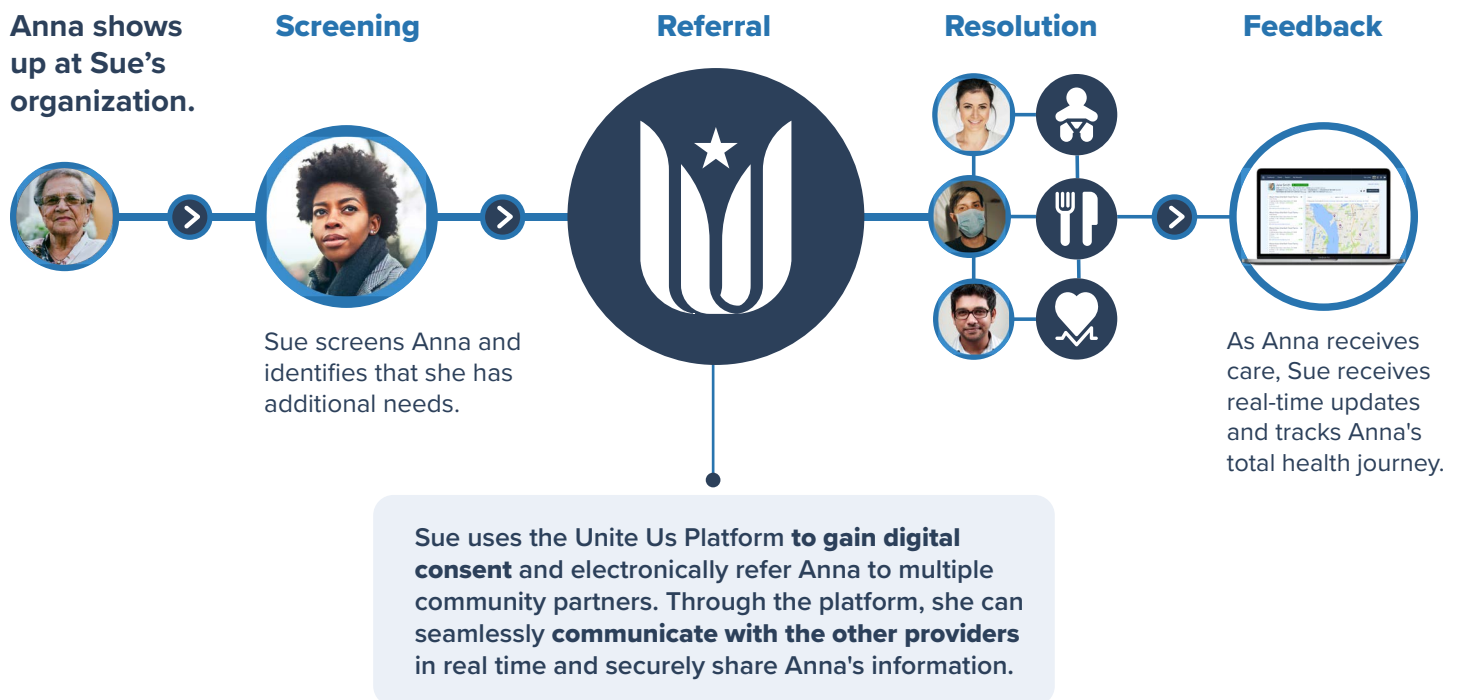 Anna shows
up at Sue’s
organization.
Screening
Sue screens Anna and
identifies that she has
additional needs.
Referral
Sue uses the Unite Us Platform to gain digital
consent and electronically refer Anna to multiple
community partners. Through the platform, she can
seamlessly communicate with the other providers
in real time and securely share Anna's information.
Resolution
Feedback
As Anna receives
care, Sue receives
real-time updates
and tracks Anna's
total health journey.